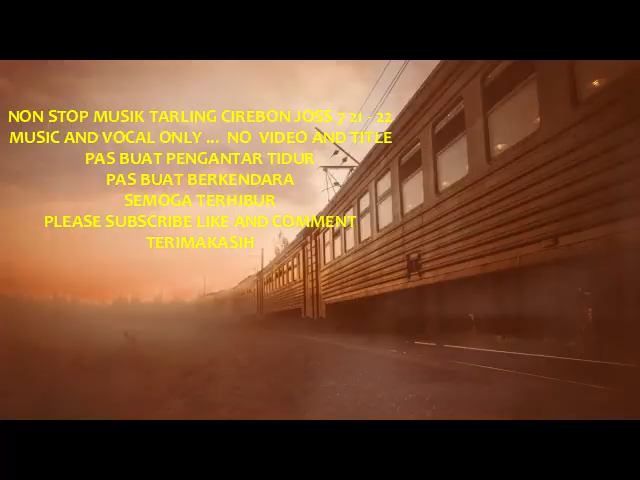 NON STOP MUSIK TARLING CIREBON JOSS 7 21 - 22
MUSIC AND VOCAL ONLY ... NO VIDEO AND TITLE
PAS BUAT PENGANTAR TIDUR
PAS BUAT BERKENDARA
SEMOGA TERHIBUR
PLEASE SUBSCRIBE LIKE AND COMMENT
TERIMAKASIH